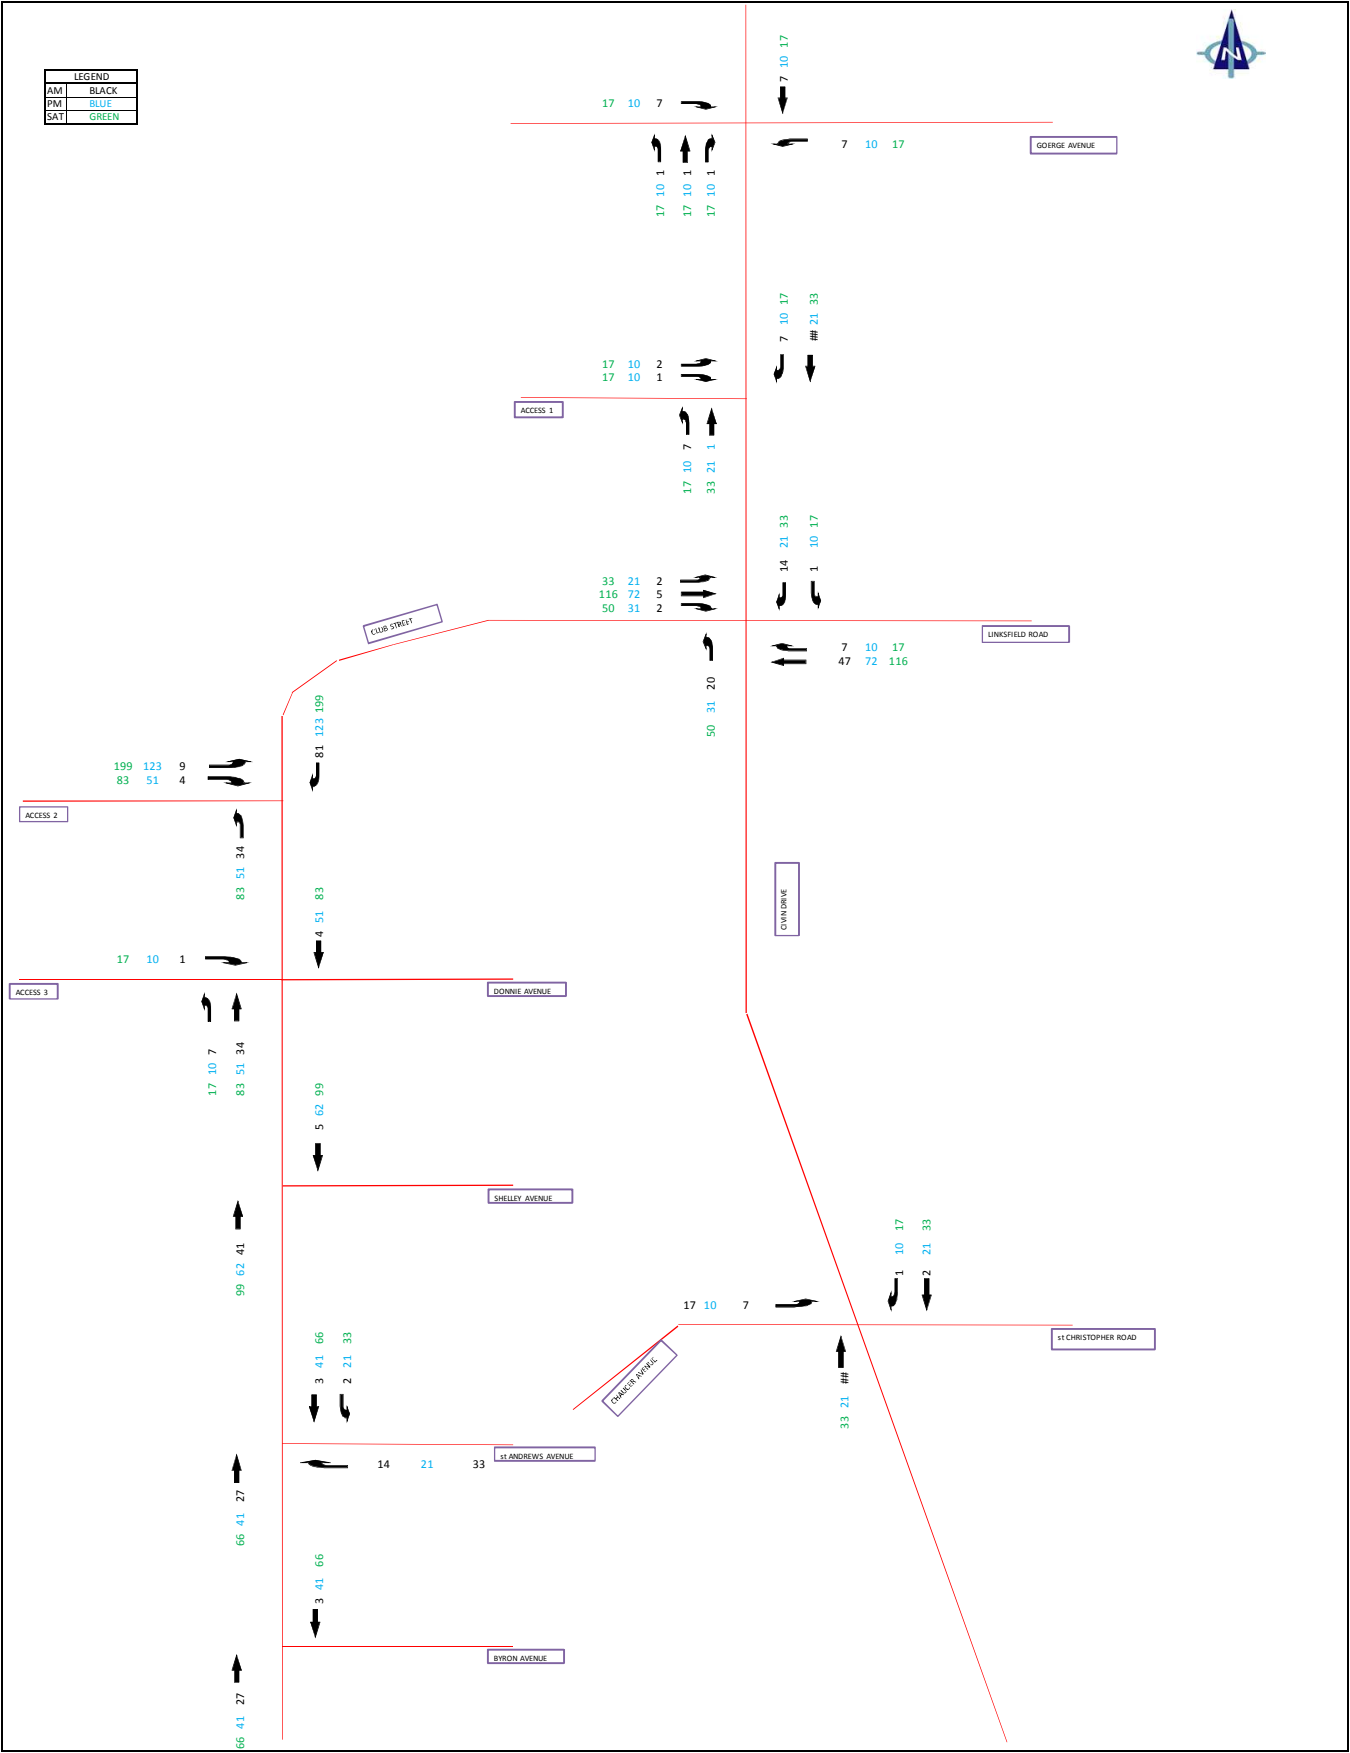 N
LEGEND
AM BLACK
PM BLUE
SAT GREEN
7 10 17
17 10 7
7 10 17
GOERGE AVENUE
17 10 1
17 10 1
17 10 1
7 10 17
## 21 33
17 10 2
17 10 1
ACCESS 1
17 10 7
33 21 1
14 21 33
1 10 17
33 21 2
116 72 5
50 31 2
CLUB STREET
LINKSFIELD ROAD
7 10 17
47 72 116
50 31 20
81 123 199
199 123 9
83 51 4
ACCESS 2
83 51 34
4 51 83
CIVIN DRIVE
17 10 1
ACCESS 3
DONNIE AVENUE
17 10 7
83 51 34
5 62 99
SHELLEY AVENUE
99 62 41
1 10 17
2 21 33
17 10 7
st CHRISTOPHER ROAD
CHAUCER AVENUE
33 21 ##
3 41 66
2 21 33
st ANDREWS AVENUE
14 21 33
66 41 27
3 41 66
BYRON AVENUE
66 41 27